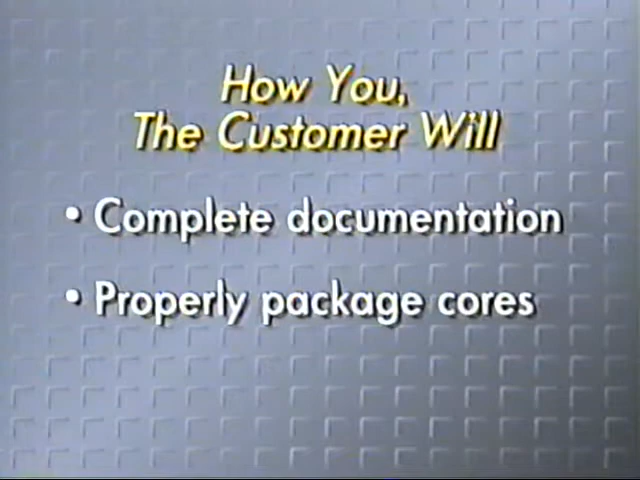 How You,
The Customer Will
• Complete documentation
• Properly package cores